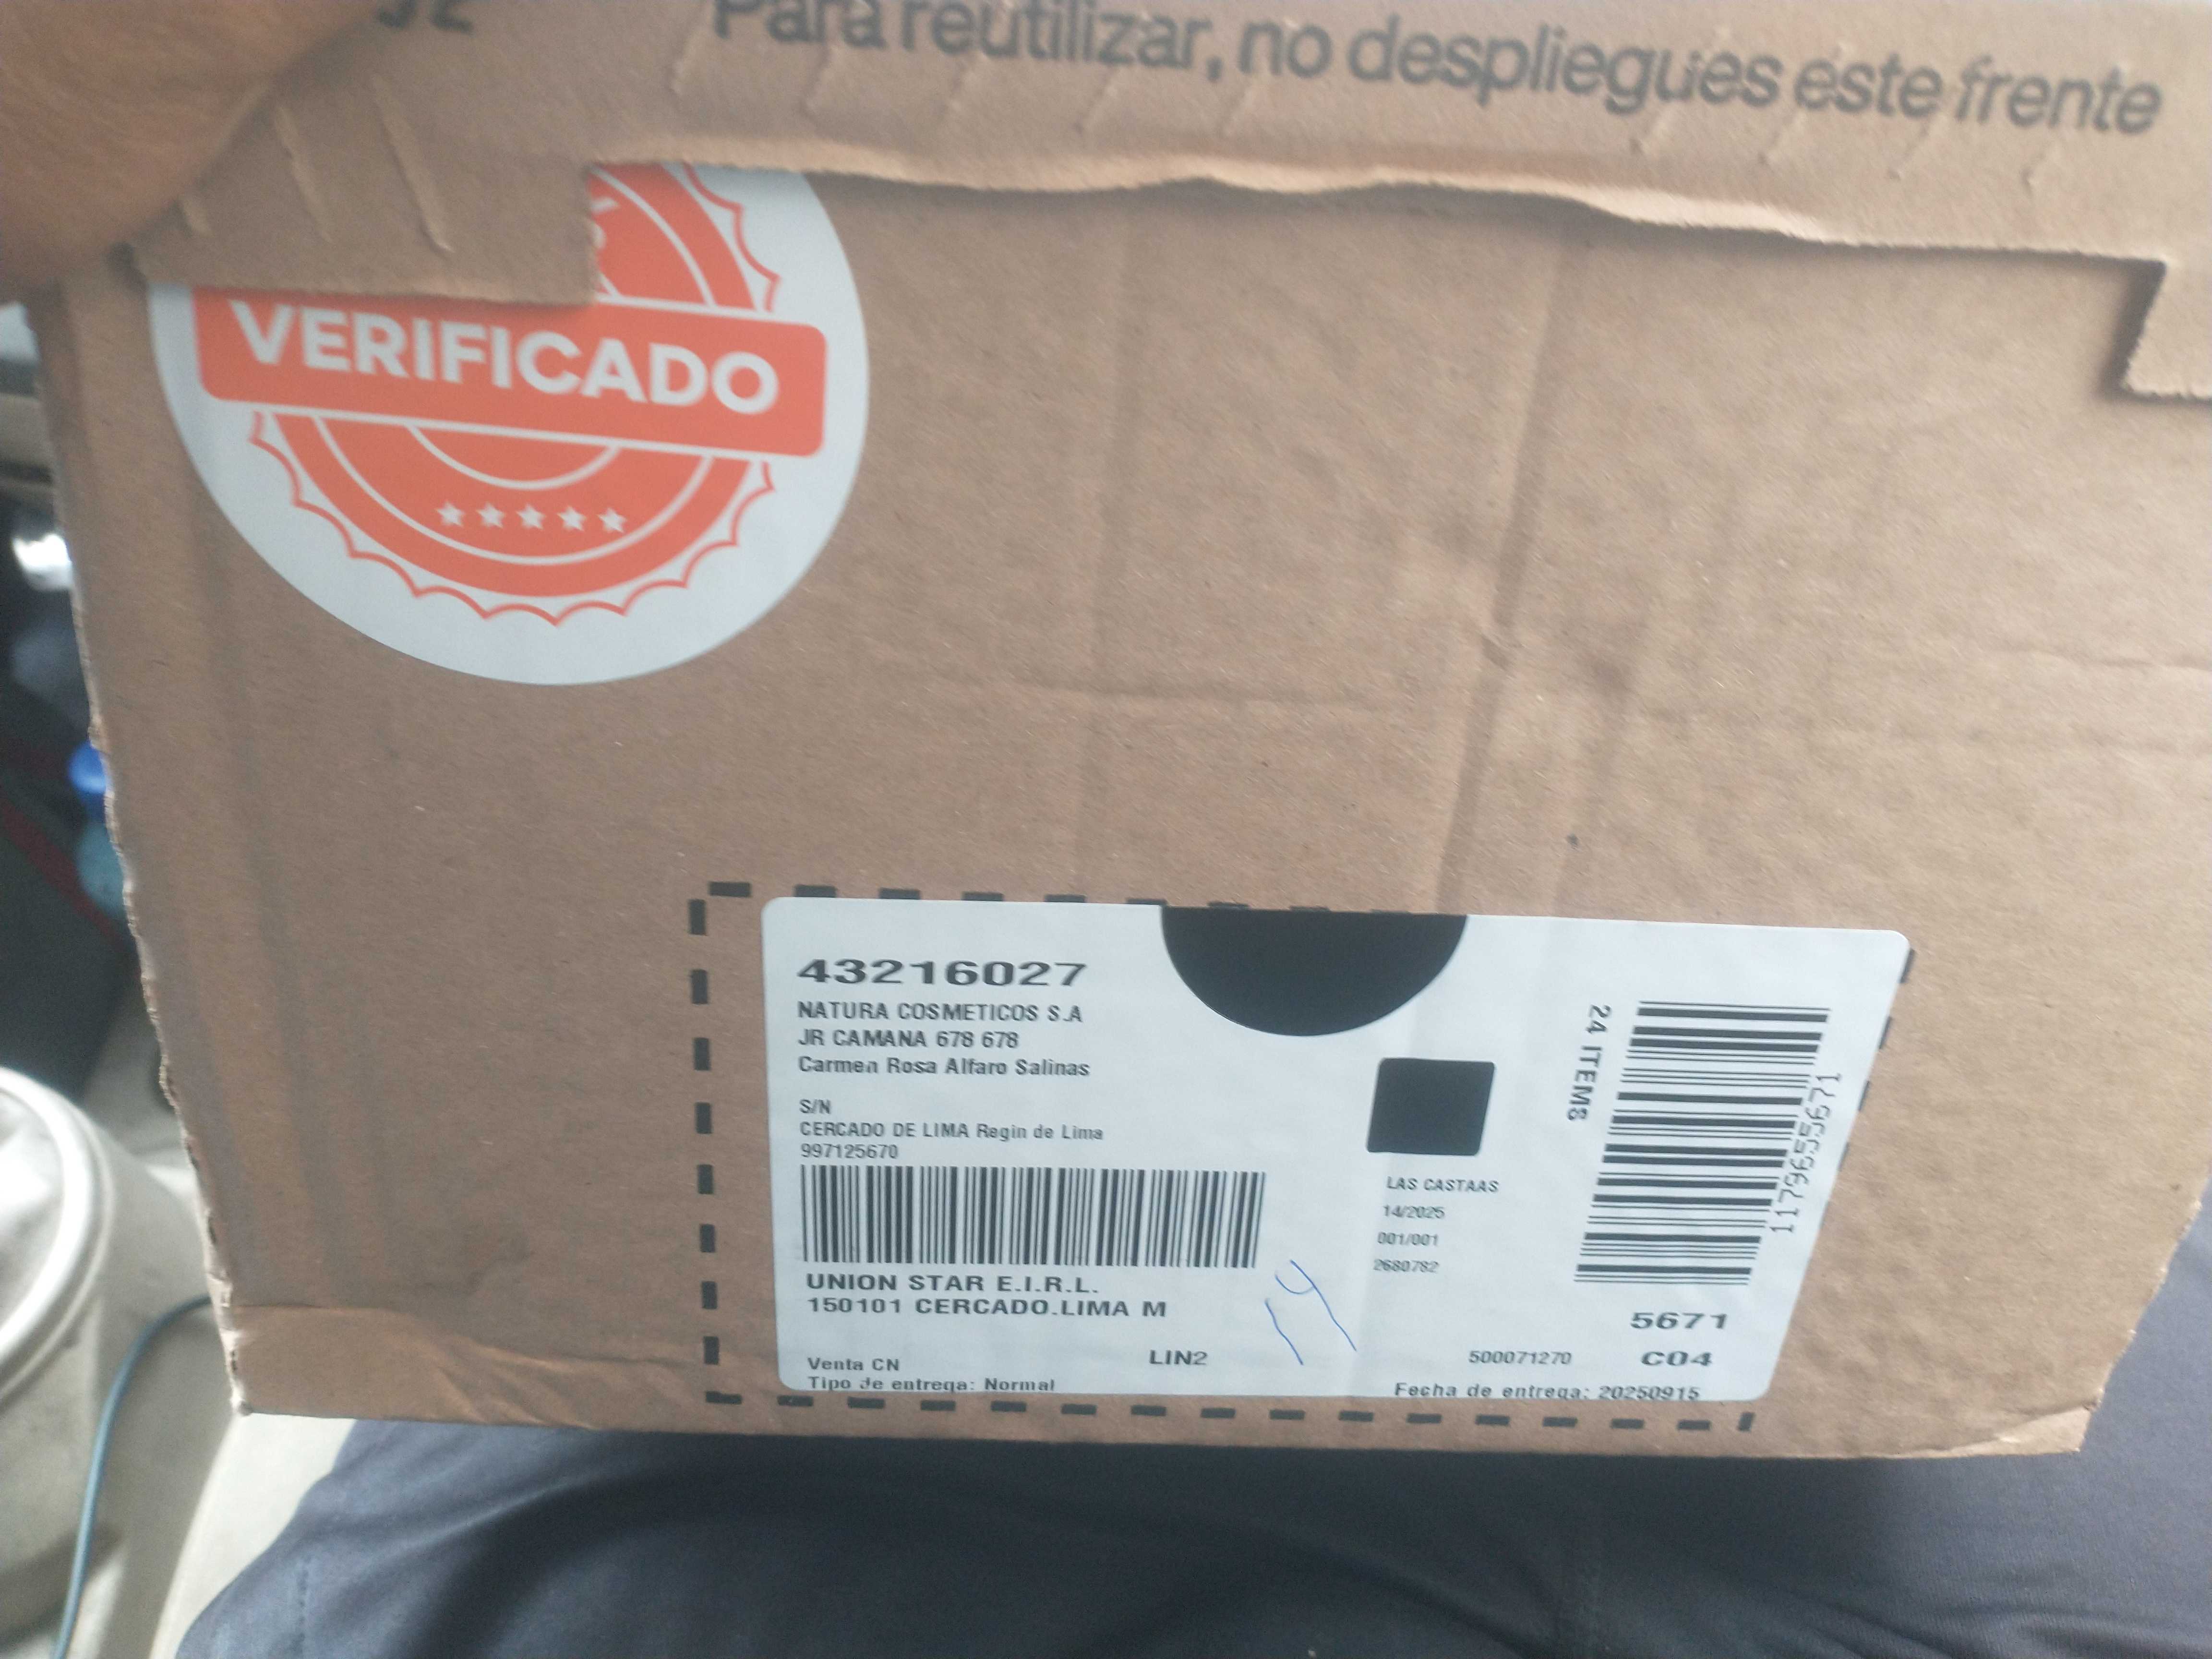 Para reutilizar, no despliegues este frente
VERIFICADO
43216027
NATURA COSMETICOS S.A
JR CAMANA 678 678
Carmen Rosa Alfaro Salinas
S/N
CERCADO DE LIMA Regin de Lima
997125670
UNION STAR E.I.R.L.
150101 CERCADO.LIMA M
Venta CN
LIN2
Tipo de entrega: Normal
LAS CASTAAS
14/2025
001/001
2680782
24 ITEMS
1179655671
5671
500071270
C04
Fecha de entrega: 20250915